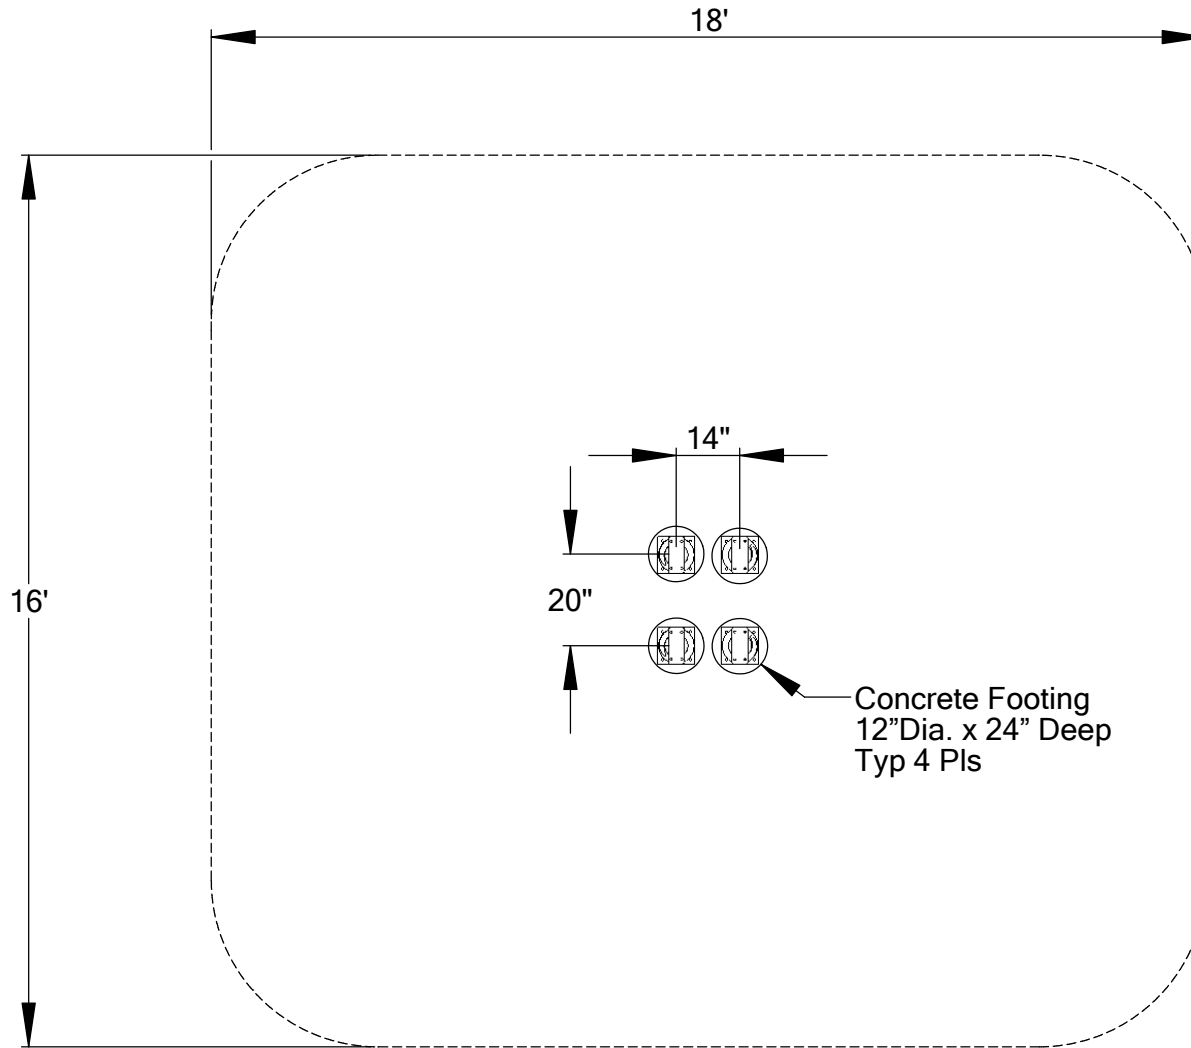 18'
14"
16'
20"
Concrete Footing
12”Dia. x 24” Deep
Typ 4 Pls